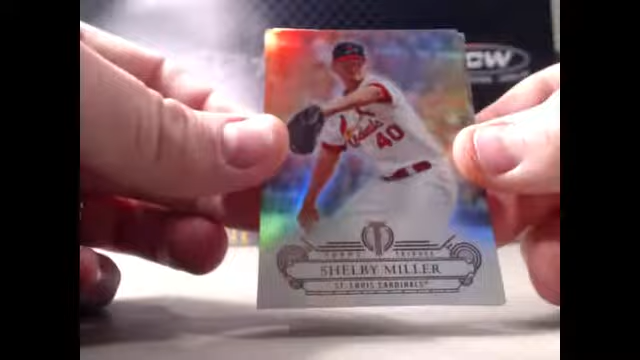 CW
Cardinals
40
TOPPS TRIBUTE
SHELBY MILLER
ST. LOUIS CARDINALS®